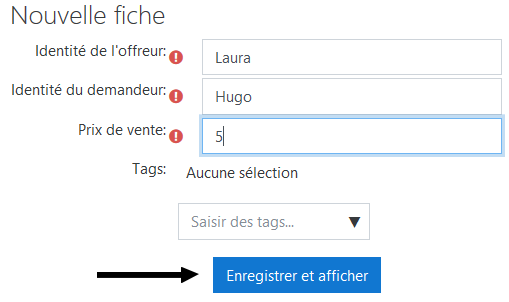 Nouvelle fiche
Identité de l'offreur: Laura
Identité du demandeur: Hugo
Prix de vente: 5
Tags: Aucune sélection
Saisir des tags...
Enregistrer et afficher